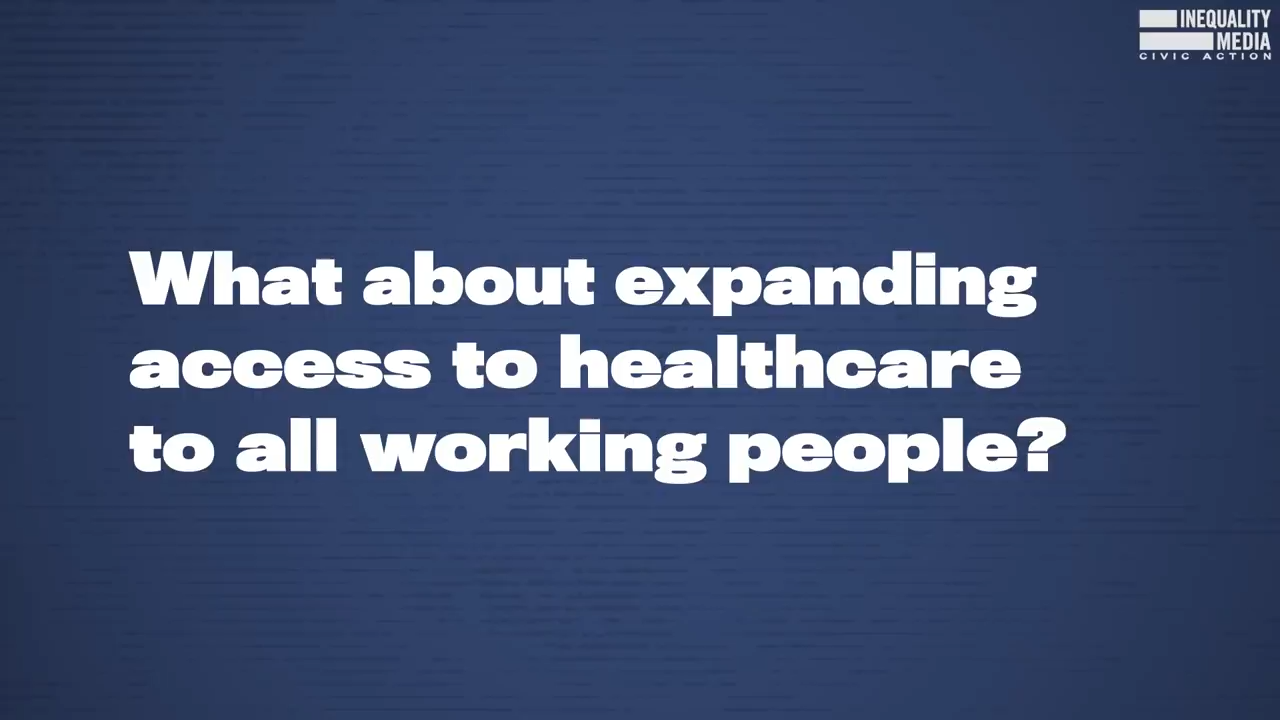 INEQUALITY
MEDIA
CIVIC ACTION
What about expanding
access to healthcare
to all working people?